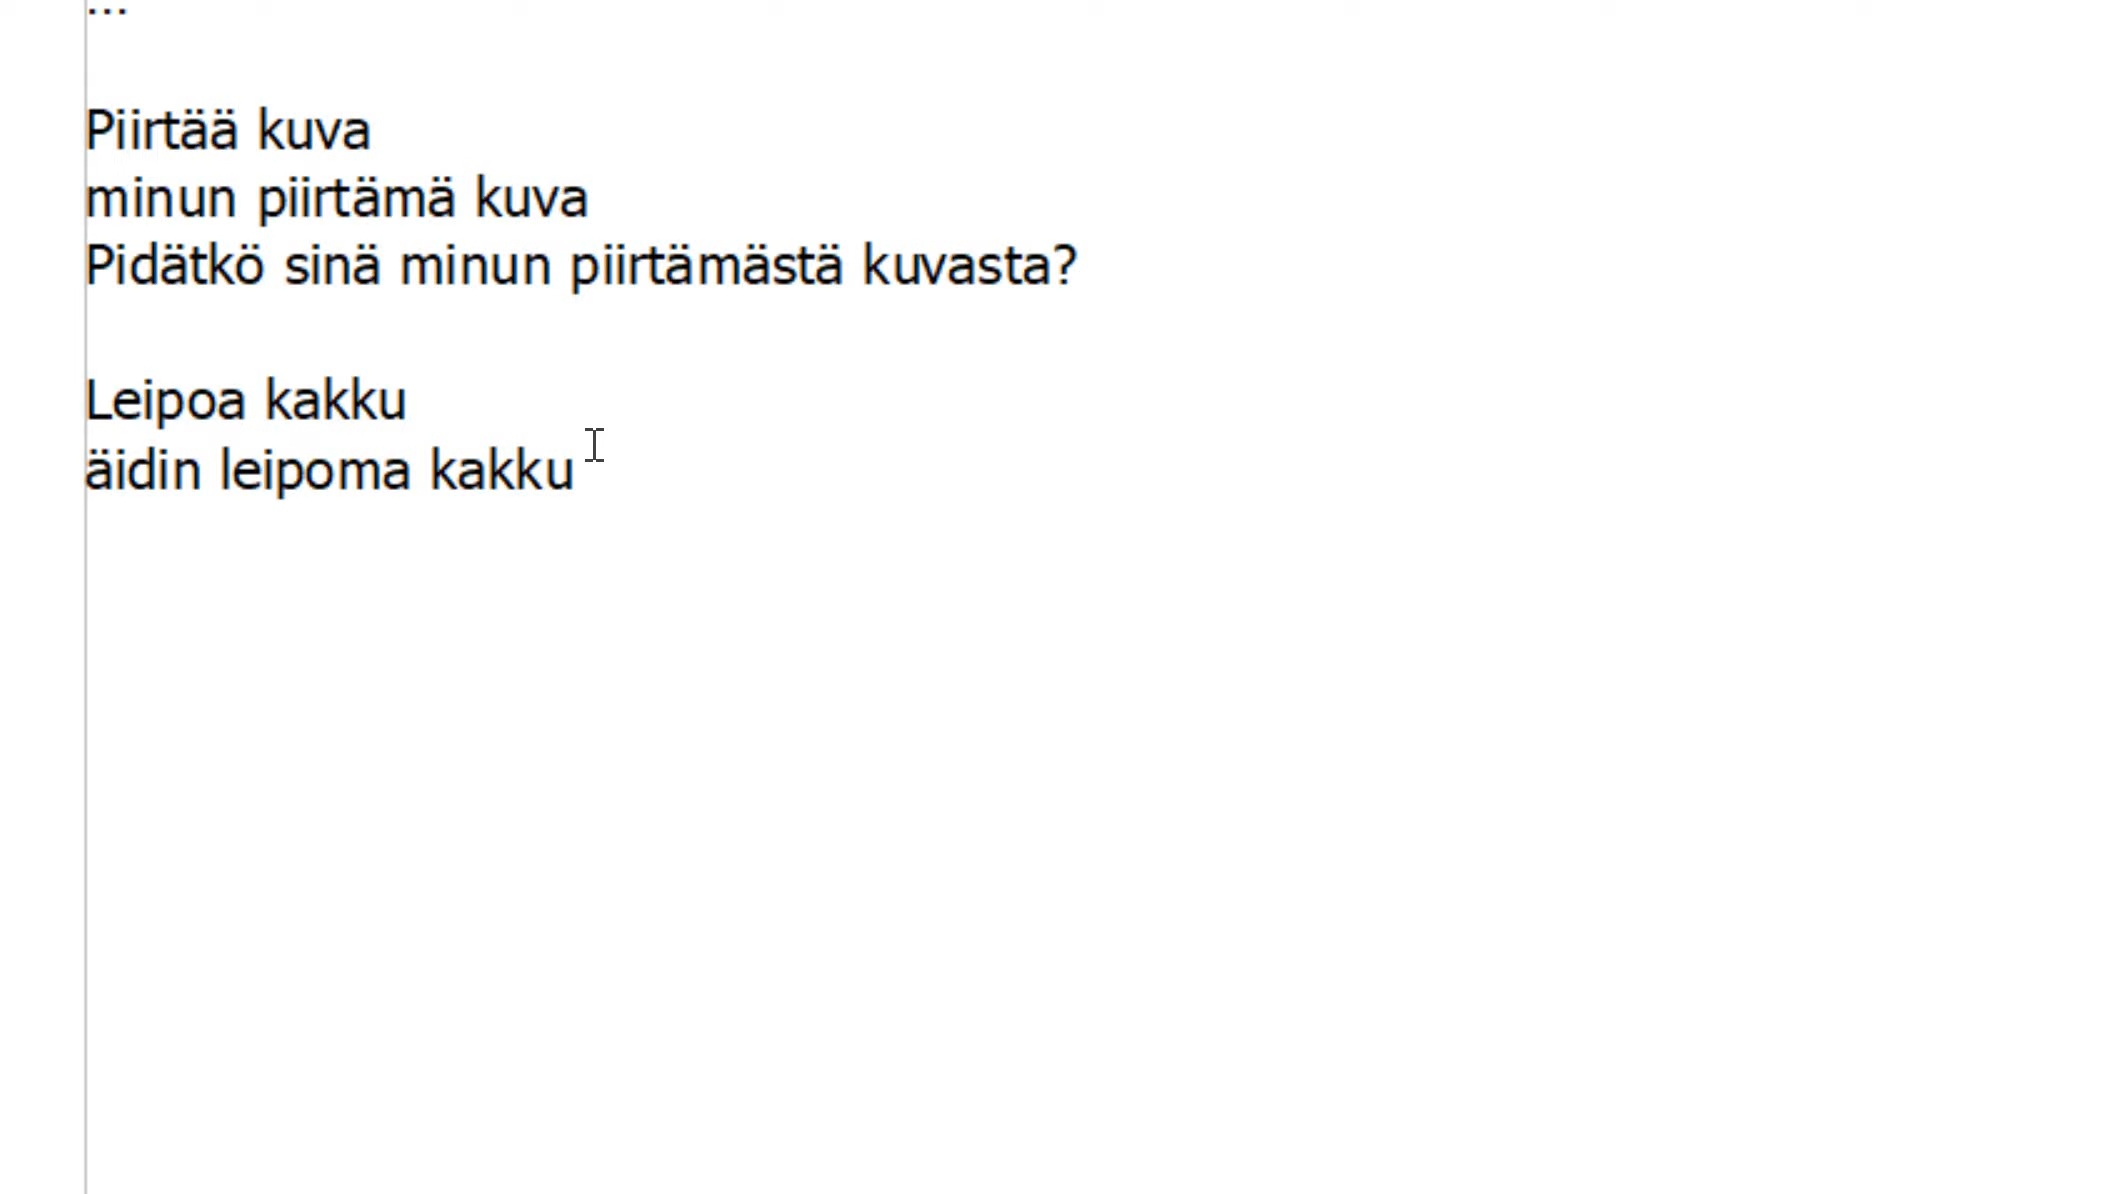 ...
Piirtää kuva
minun piirtämä kuva
Pidätkö sinä minun piirtämästä kuvasta?
Leipoa kakku
äidin leipoma kakku